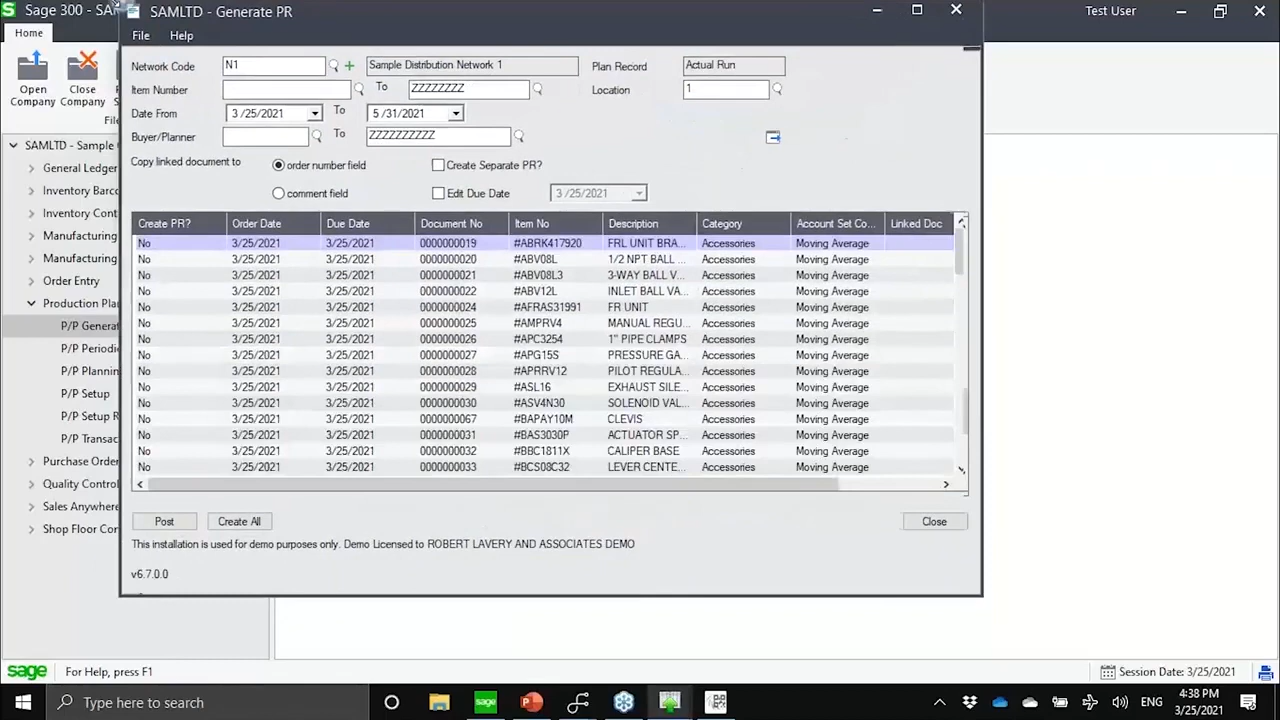 Sage 300 - SAM
SAMLTD - Generate PR
Test User
Home
File Help
Open Company
Close Company
Network Code N1 Sample Distribution Network 1 Plan Record Actual Run
Item Number To ZZZZZZZZ Location 1
Date From 3 /25/2021 To 5 /31/2021
Buyer/Planner To ZZZZZZZZZZ
Copy linked document to order number field Create Separate PR?
comment field Edit Due Date 3 /25/2021
Create PR? Order Date Due Date Document No Item No Description Category Account Set Co... Linked Doc
No 3/25/2021 3/25/2021 0000000019 #ABRK417920 FRL UNIT BRA... Accessories Moving Average
No 3/25/2021 3/25/2021 0000000020 #ABV08L 1/2 NPT BALL ... Accessories Moving Average
No 3/25/2021 3/25/2021 0000000021 #ABV08L3 3-WAY BALL V... Accessories Moving Average
No 3/25/2021 3/25/2021 0000000022 #ABV12L INLET BALL VA... Accessories Moving Average
No 3/25/2021 3/25/2021 0000000024 #AFRAS31991 FR UNIT Accessories Moving Average
No 3/25/2021 3/25/2021 0000000025 #AMPRV4 MANUAL REGU... Accessories Moving Average
No 3/25/2021 3/25/2021 0000000026 #APC3254 1" PIPE CLAMPS Accessories Moving Average
No 3/25/2021 3/25/2021 0000000027 #APG15S PRESSURE GA... Accessories Moving Average
No 3/25/2021 3/25/2021 0000000028 #APRRV12 PILOT REGULA... Accessories Moving Average
No 3/25/2021 3/25/2021 0000000029 #ASL16 EXHAUST SILE... Accessories Moving Average
No 3/25/2021 3/25/2021 0000000030 #ASV4N30 SOLENOID VAL... Accessories Moving Average
No 3/25/2021 3/25/2021 0000000067 #BAPAY10M CLEVIS Accessories Moving Average
No 3/25/2021 3/25/2021 0000000031 #BAS3030P ACTUATOR SP... Accessories Moving Average
No 3/25/2021 3/25/2021 0000000032 #BBC1811X CALIPER BASE Accessories Moving Average
No 3/25/2021 3/25/2021 0000000033 #BCS08C32 LEVER CENTE... Accessories Moving Average
Post Create All Close
This installation is used for demo purposes only. Demo Licensed to ROBERT LAVERY AND ASSOCIATES DEMO
v6.7.0.0
SAMLTD - Sample
General Ledger
Inventory Barco
Inventory Cont
Manufacturing
Manufacturing
Order Entry
Production Plan
P/P Generat
P/P Periodi
P/P Planning
P/P Setup
P/P Setup R
P/P Transac
Purchase Order
Quality Control
Sales Anywhere
Shop Floor Con
sage For Help, press F1 Session Date: 3/25/2021
Type here to search
sage
ENG
4:38 PM
3/25/2021